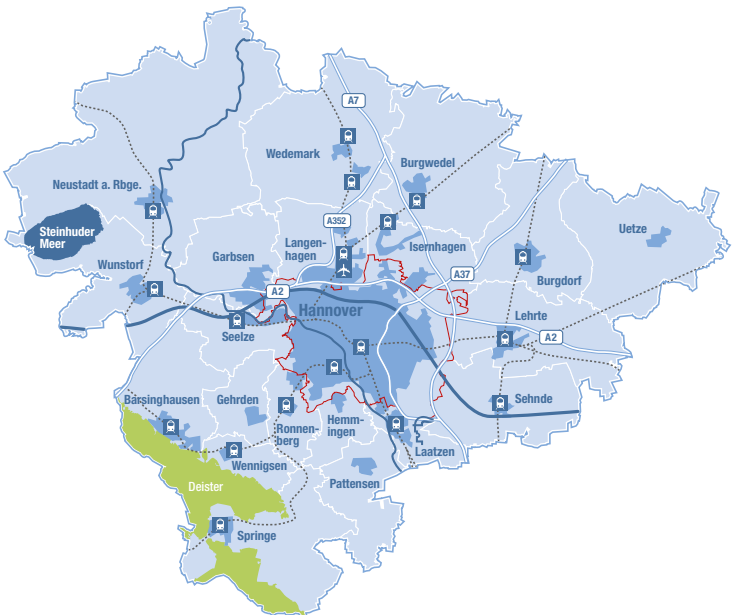 A7
Wedemark
Burgwedel
Neustadt a. Rbge.
A352
Steinhuder
Meer
Langen-
hagen
Isernhagen
Uetze
Garbsen
Wunstorf
A37
Burgdorf
A2
Hannover
Lehrte
Seelze
A2
Barsinghausen
Gehrden
Sehnde
Ronnen-
berg
Hemm-
ingen
Laatzen
Wennigsen
Pattensen
Deister
Springe